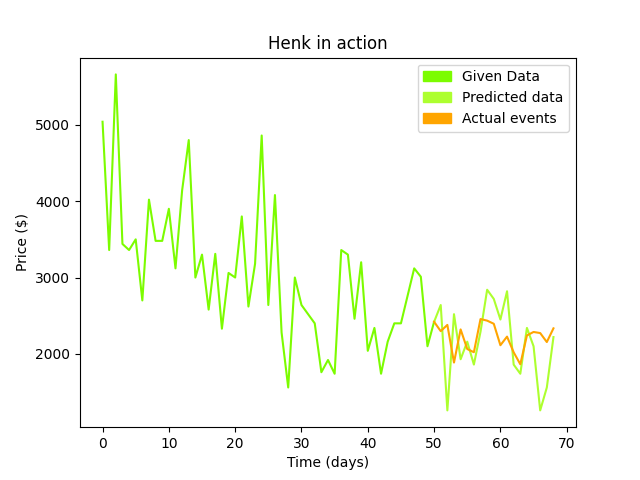 Henk in action
Given Data
Predicted data
Actual events
Price ($)
5000
4000
3000
2000
0 10 20 30 40 50 60 70
Time (days)